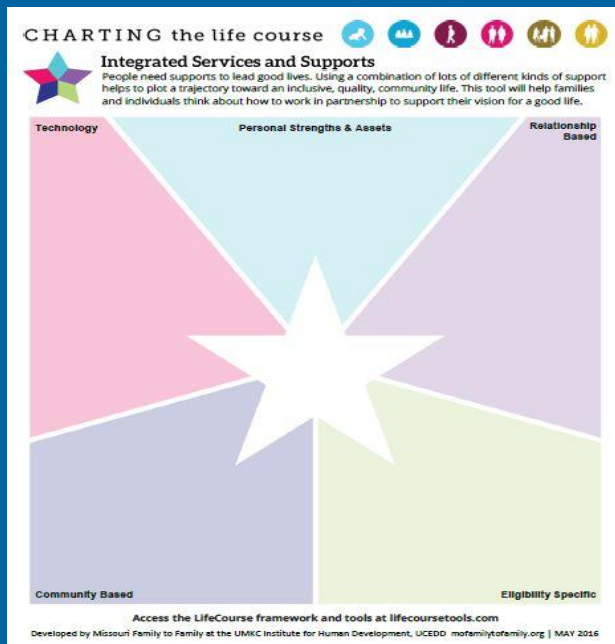 CHARTING the life course
Integrated Services and Supports
People need supports to lead good lives. Using a combination of lots of different kinds of support
helps to plot a trajectory toward an inclusive, quality, community life. This tool will help families
and individuals think about how to work in partnership to support their vision for a good life.
Technology
Personal Strengths & Assets
Relationship
Based
Community Based
Eligibility Specific
Access the LifeCourse framework and tools at lifecoursetools.com
Developed by Missouri Family to Family at the UMKC Institute for Human Development, UCEDD mofamilytofamily.org | MAY 2016